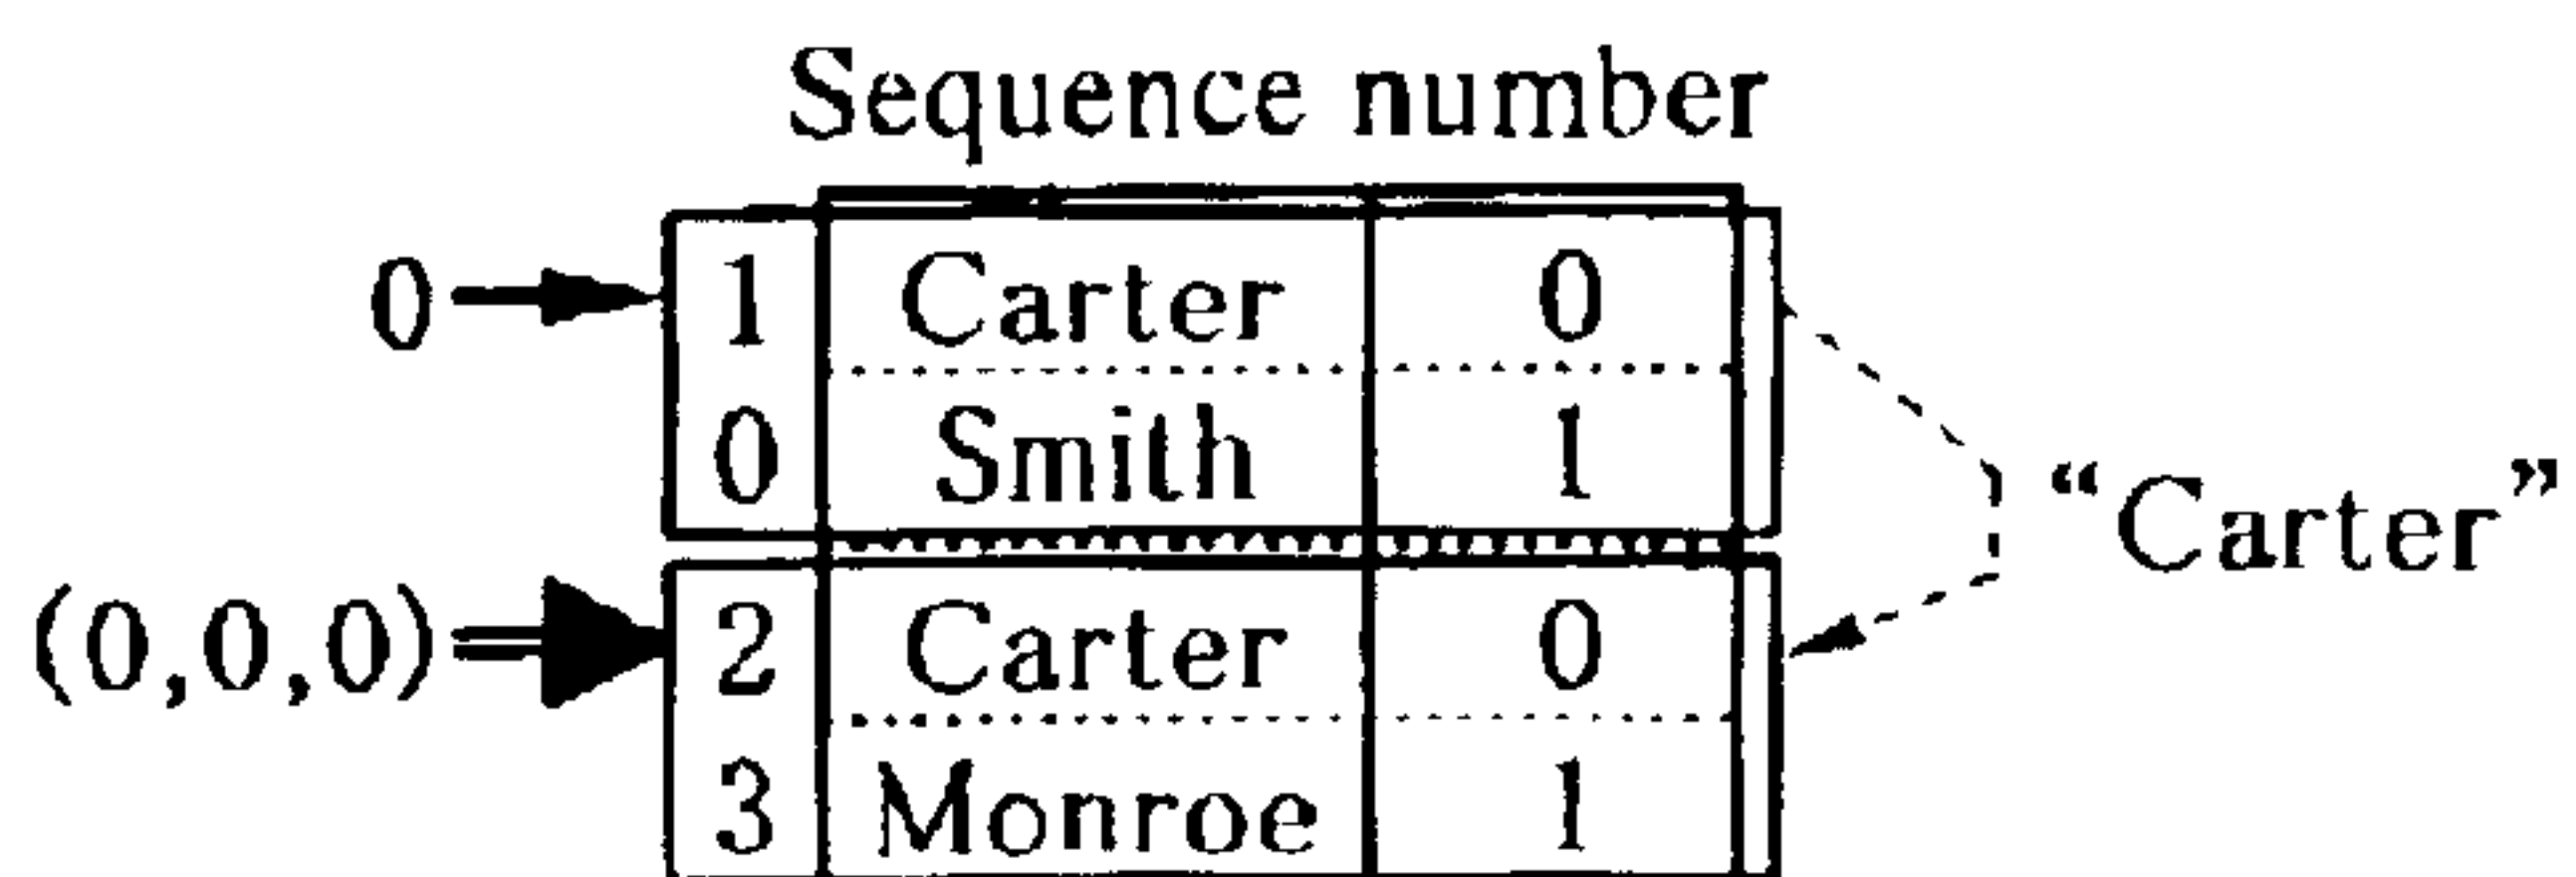 Sequence number
0 1 Carter 0
0 Smith 1
“Carter”
(0,0,0) 2 Carter 0
3 Monroe 1